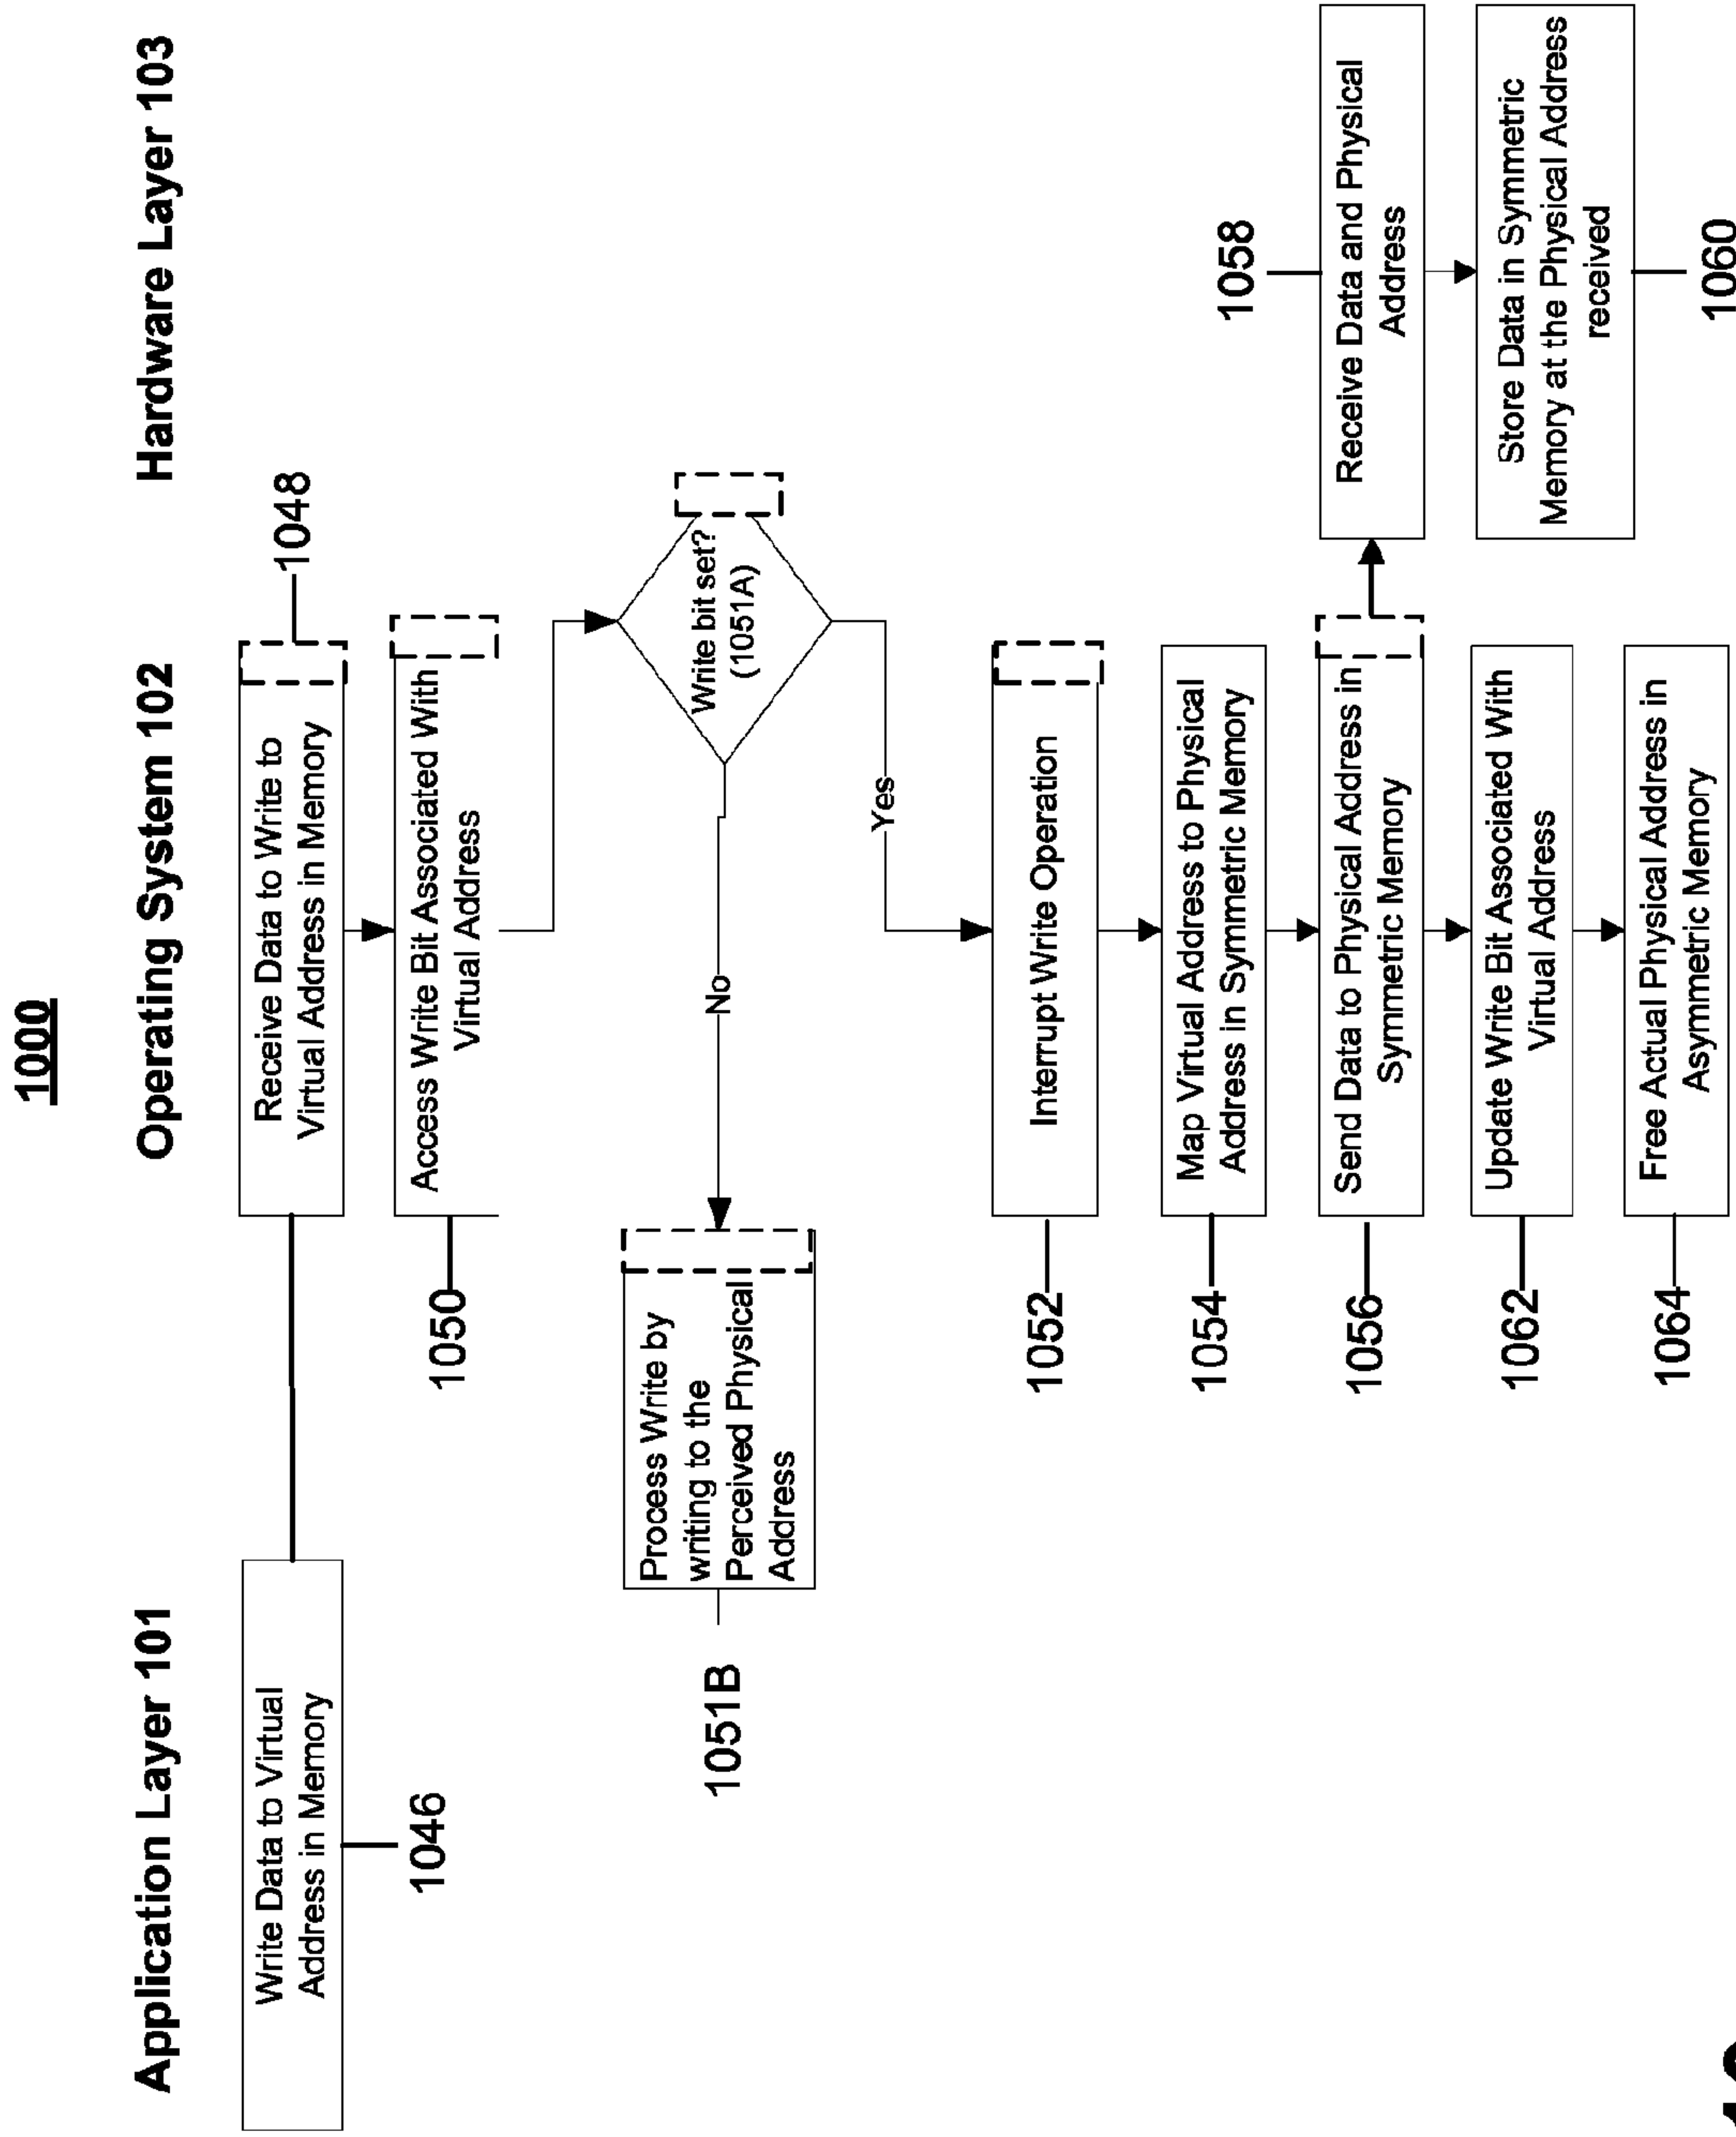 1000
Application Layer 101
Operating System 102
Hardware Layer 103
Write Data to Virtual
Address in Memory
1046
Receive Data to Write to
Virtual Address in Memory
1048
Access Write Bit Associated With
Virtual Address
1050
Write bit set?
(1051A)
No
Process Write by
writing to the
Perceived Physical
Address
1051B
Yes
Interrupt Write Operation
1052
Map Virtual Address to Physical
Address in Symmetric Memory
1054
Send Data to Physical Address in
Symmetric Memory
1056
1058
Receive Data and Physical
Address
Store Data in Symmetric
Memory at the Physical Address
received
1060
Update Write Bit Associated With
Virtual Address
1062
Free Actual Physical Address in
Asymmetric Memory
1064